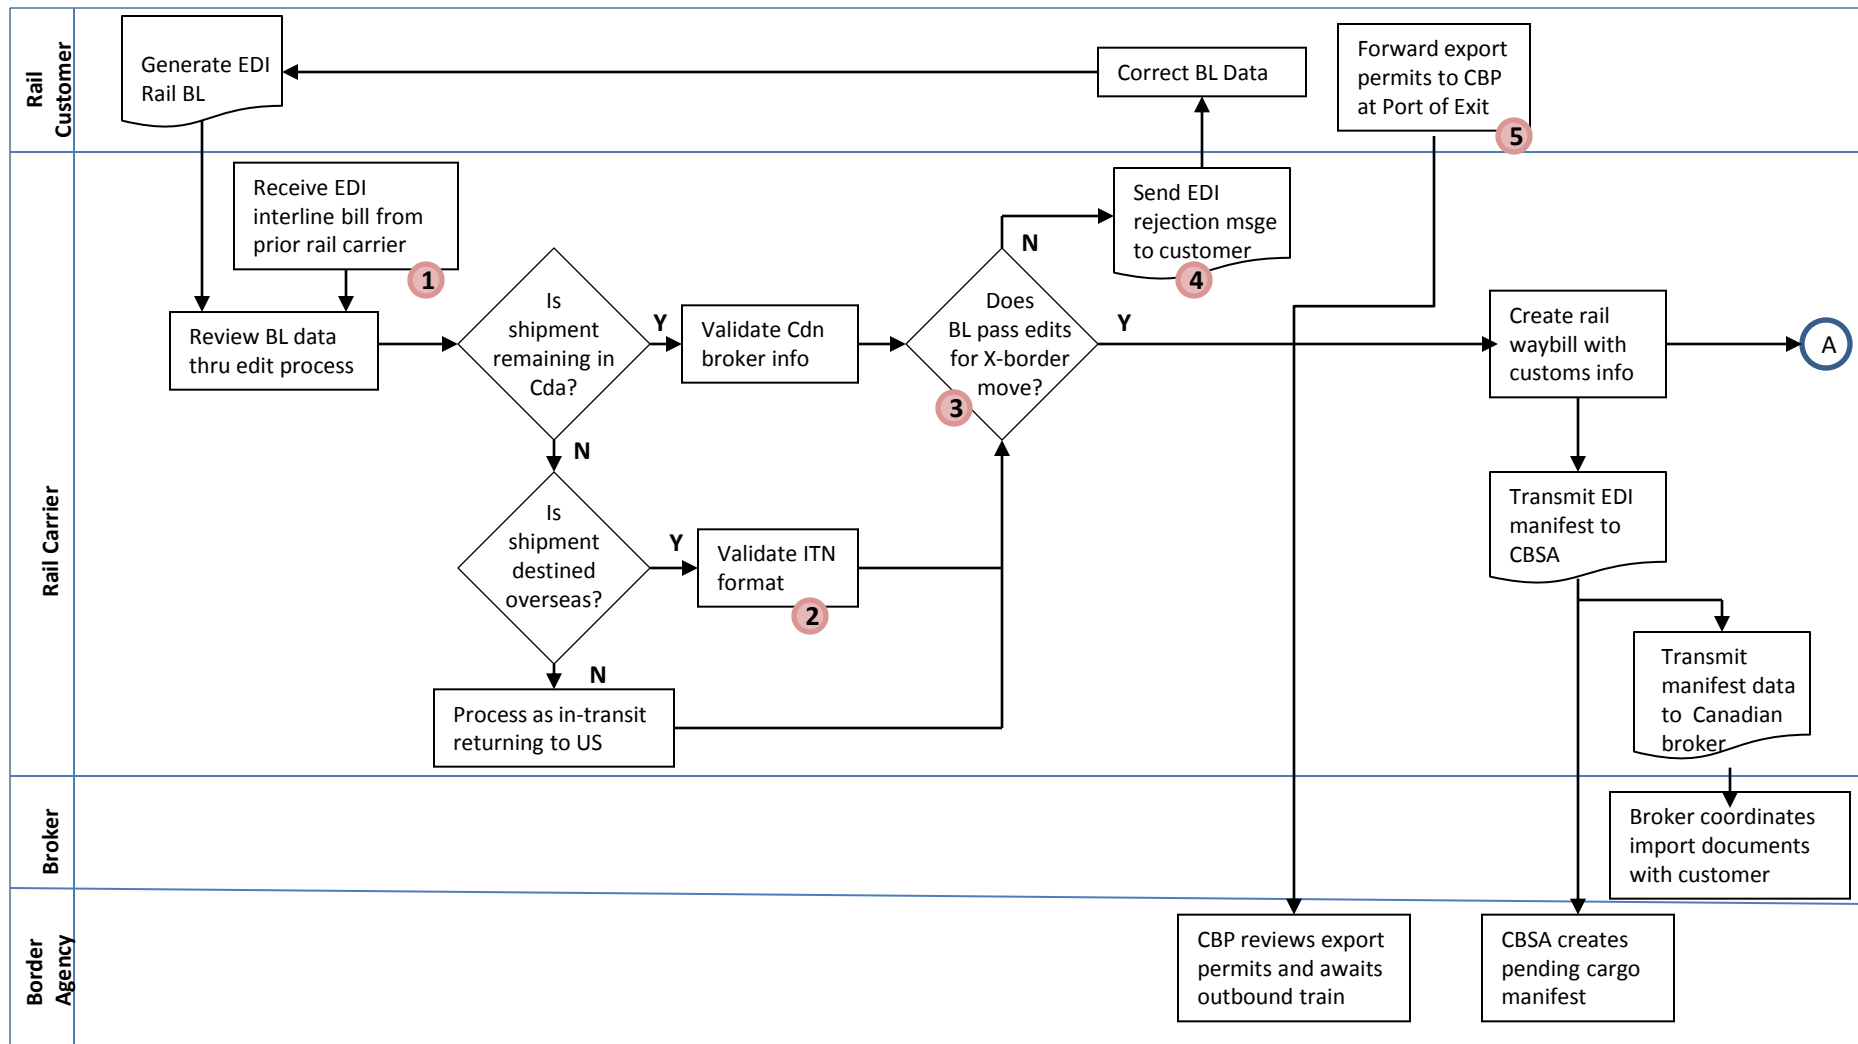 Rail
Customer
Generate EDI
Rail BL
Correct BL Data
Forward export
permits to CBP
at Port of Exit
5
Rail Carrier
Receive EDI
interline bill from
prior rail carrier
1
Send EDI
rejection msge
to customer
4
N
Review BL data
thru edit process
Is
shipment
remaining in
Cda?
Y
Validate Cdn
broker info
Does
BL pass edits
for X-border
move?
3
Y
Create rail
waybill with
customs info
A
N
Is
shipment
destined
overseas?
Y
Validate ITN
format
2
Transmit EDI
manifest to
CBSA
N
Process as in-transit
returning to US
Transmit
manifest data
to Canadian
broker
Broker
Broker coordinates
import documents
with customer
Border
Agency
CBP reviews export
permits and awaits
outbound train
CBSA creates
pending cargo
manifest